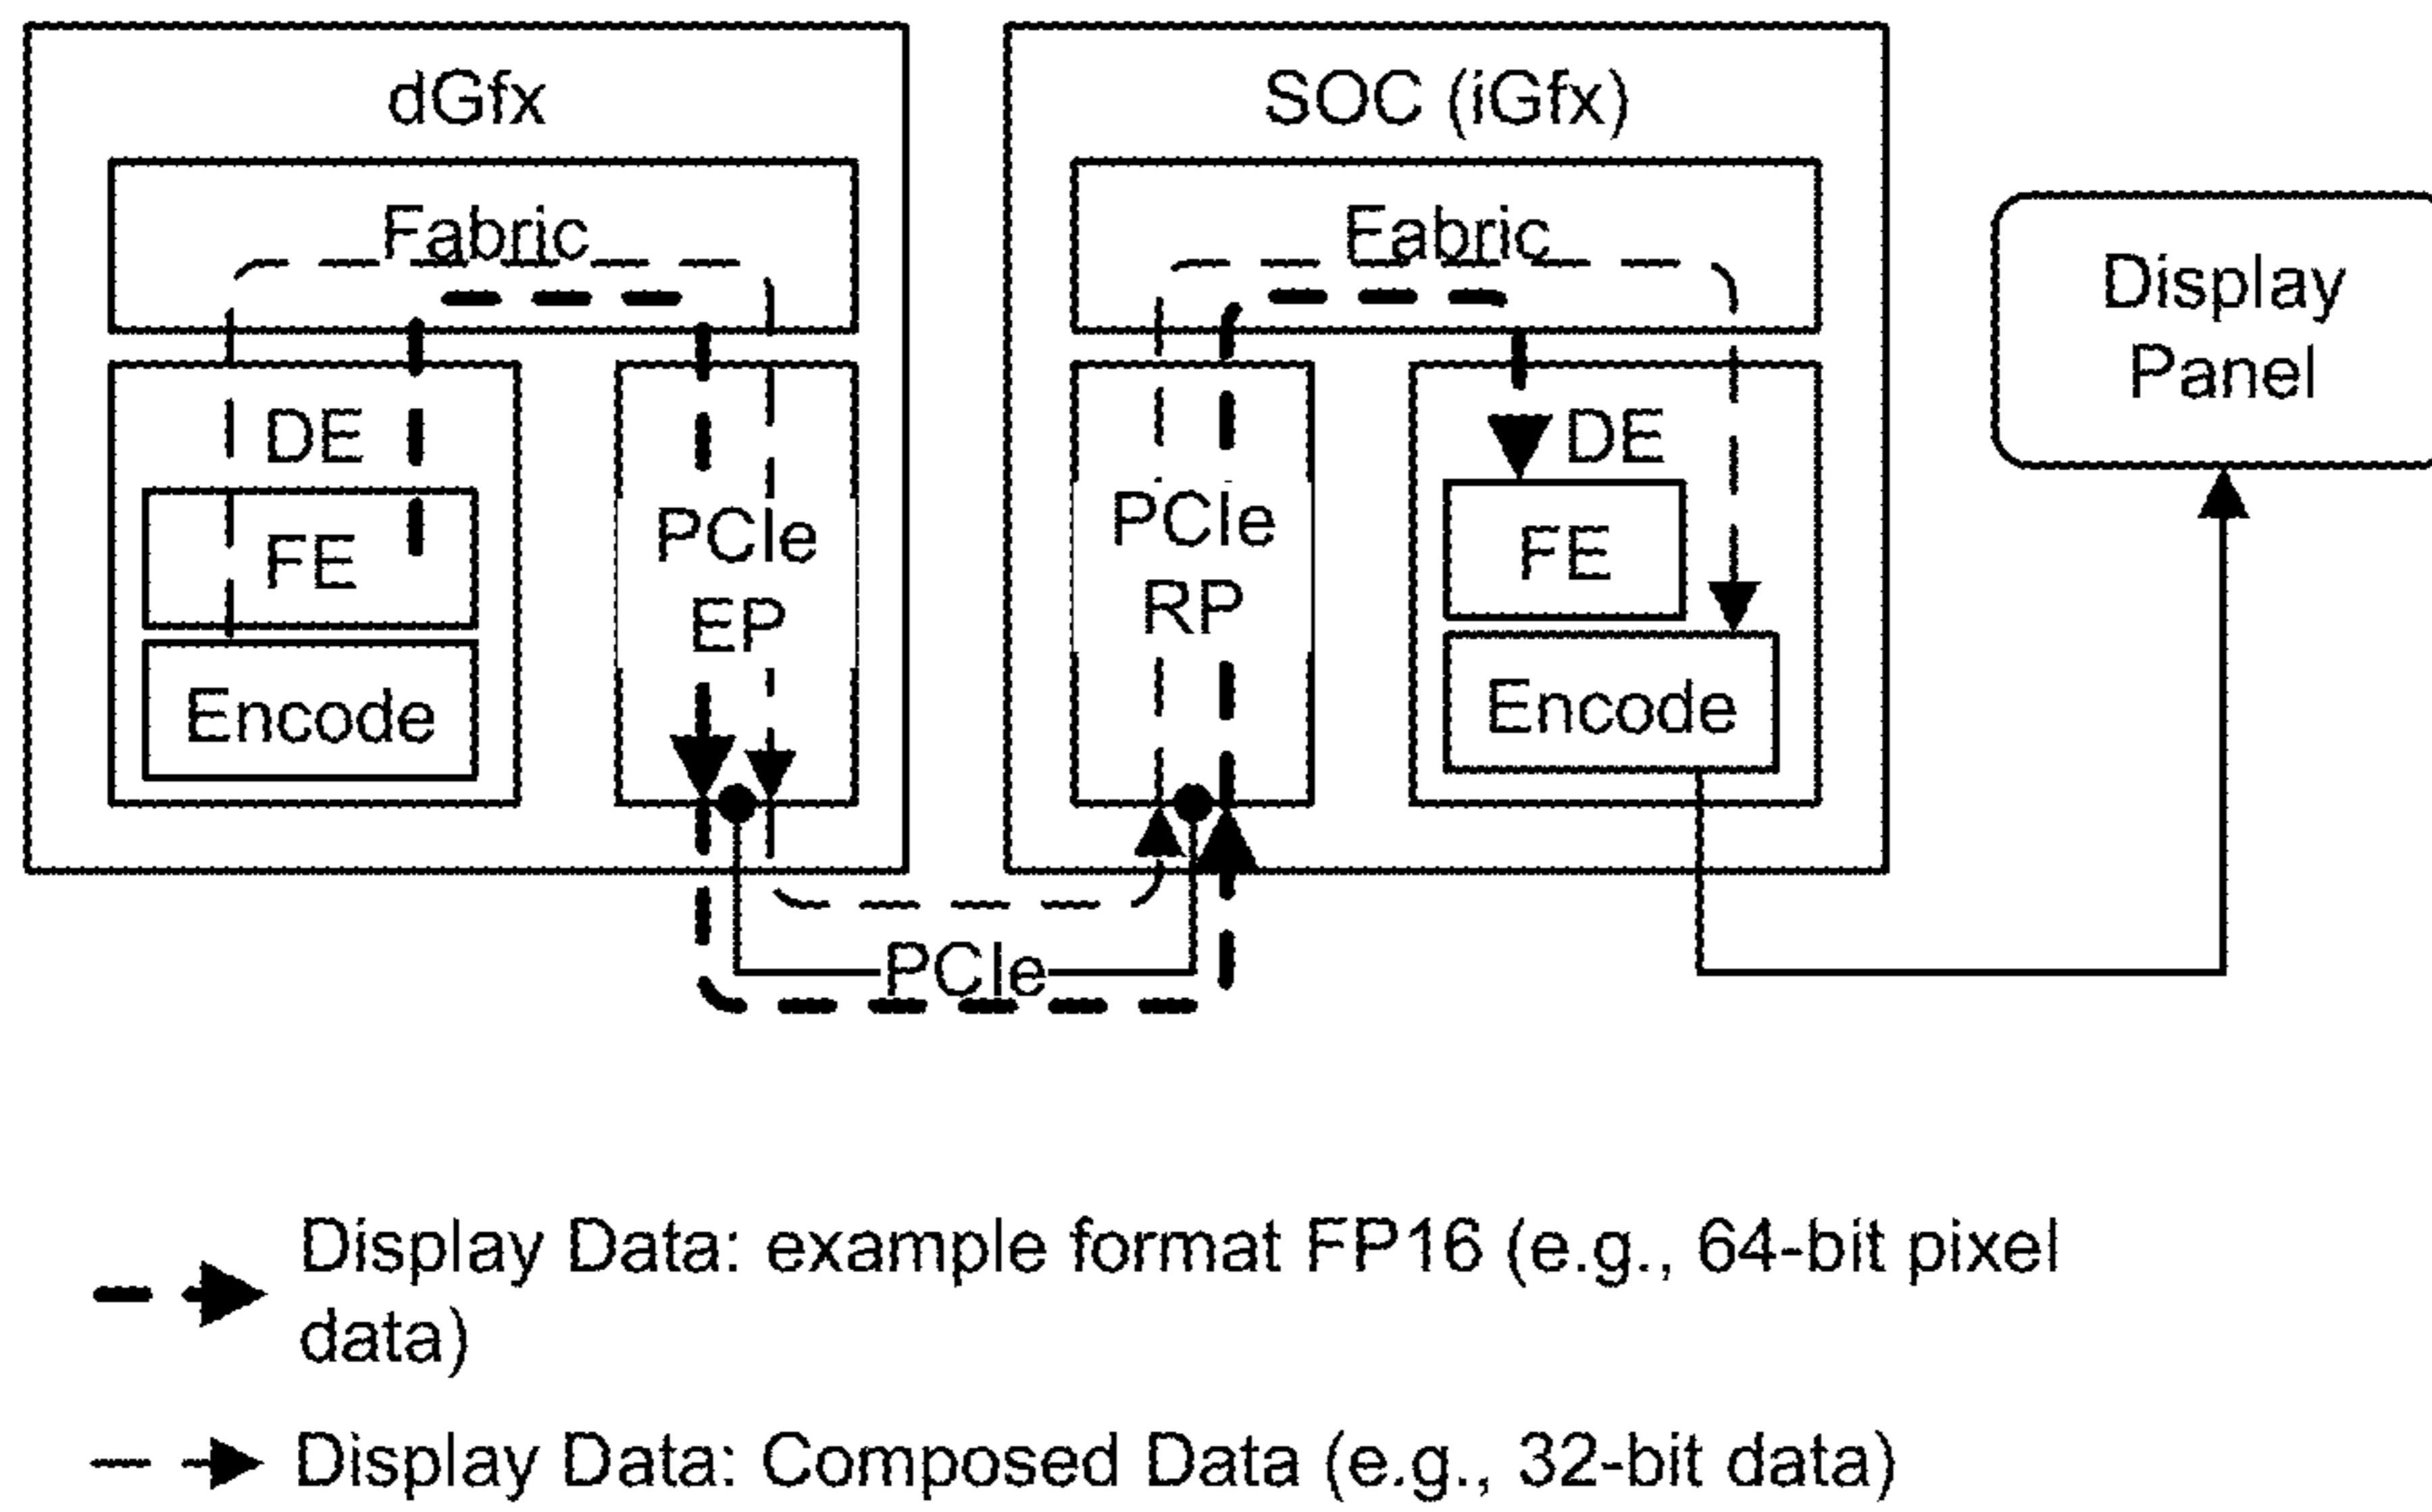 dGfx
Fabric
DE
FE
Encode
PCIe
EP
SOC (iGfx)
Fabric
PCIe
RP
DE
FE
Encode
Display
Panel
PCIe
Display Data: example format FP16 (e.g., 64-bit pixel
data)
Display Data: Composed Data (e.g., 32-bit data)